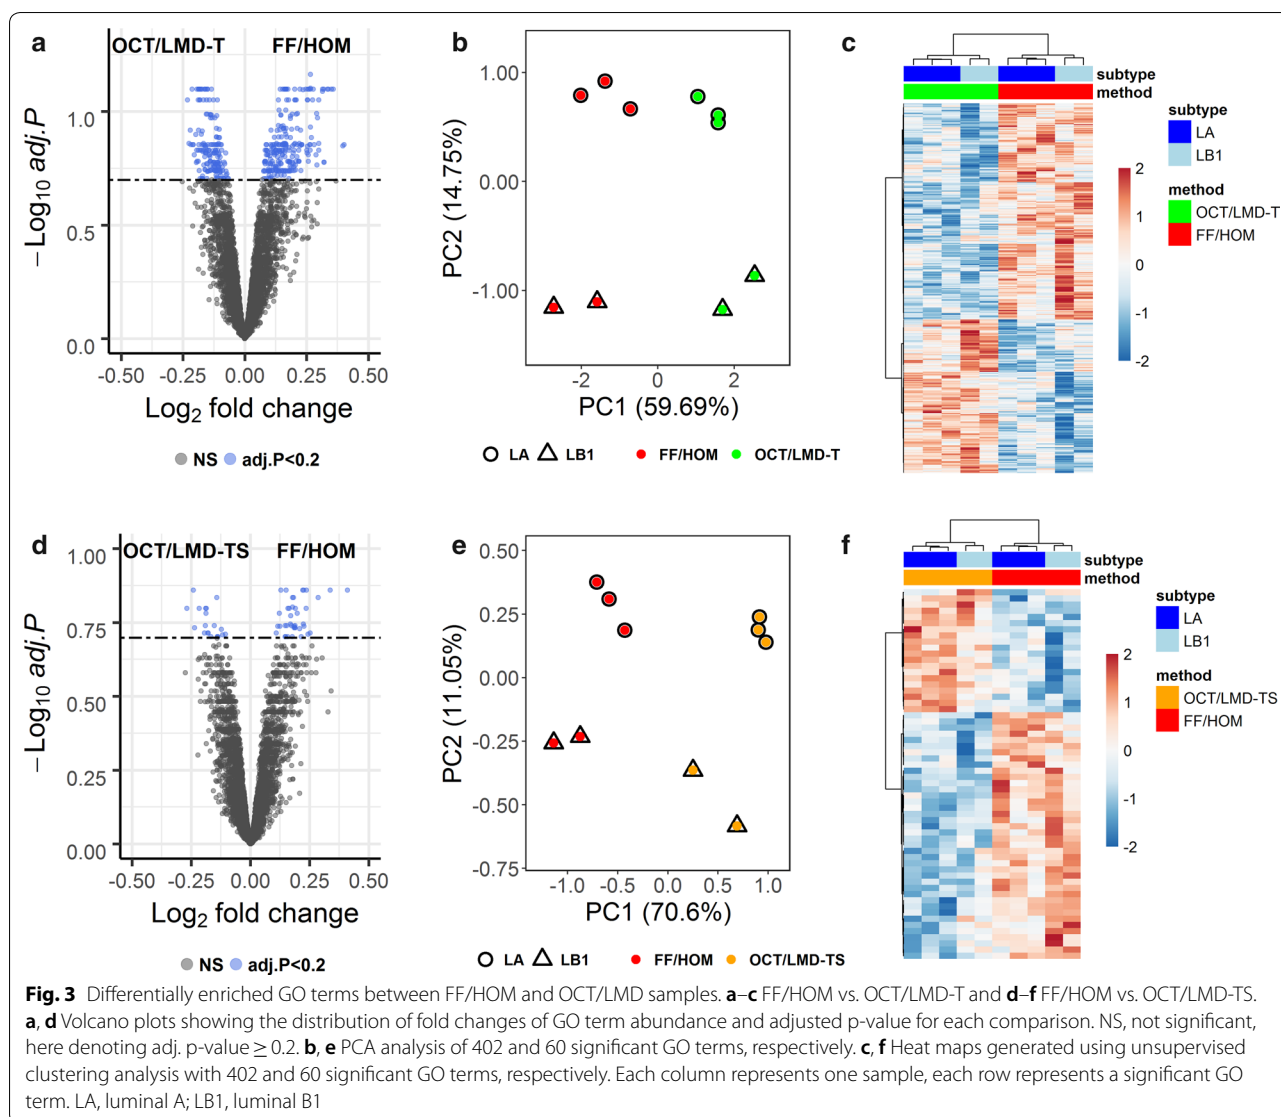 a
OCT/LMD-T FF/HOM
1.0
0.5
0.0
-0.50 -0.25 0.00 0.25 0.50
−Log10 adj.P
Log2 fold change
NS adj.P<0.2
b
1.00
0.00
-1.00
-2 0 2
PC2 (14.75%)
PC1 (59.69%)
LA LB1 FF/HOM OCT/LMD-T
c
subtype
method
subtype
LA
LB1
method
OCT/LMD-T
FF/HOM
2
1
0
-1
-2
d
OCT/LMD-TS FF/HOM
1.00
0.75
0.50
0.25
0.00
-0.50 -0.25 0.00 0.25 0.50
−Log10 adj.P
Log2 fold change
NS adj.P<0.2
e
0.50
0.25
0.00
-0.25
-0.50
-0.75
-1.0 -0.5 0.0 0.5 1.0
PC2 (11.05%)
PC1 (70.6%)
LA LB1 FF/HOM OCT/LMD-TS
f
subtype
method
subtype
LA
LB1
method
OCT/LMD-TS
FF/HOM
2
1
0
-1
-2
Fig. 3 Differentially enriched GO terms between FF/HOM and OCT/LMD samples. a–c FF/HOM vs. OCT/LMD-T and d–f FF/HOM vs. OCT/LMD-TS.
a, d Volcano plots showing the distribution of fold changes of GO term abundance and adjusted p-value for each comparison. NS, not significant,
here denoting adj. p-value ≥ 0.2. b, e PCA analysis of 402 and 60 significant GO terms, respectively. c, f Heat maps generated using unsupervised
clustering analysis with 402 and 60 significant GO terms, respectively. Each column represents one sample, each row represents a significant GO
term. LA, luminal A; LB1, luminal B1